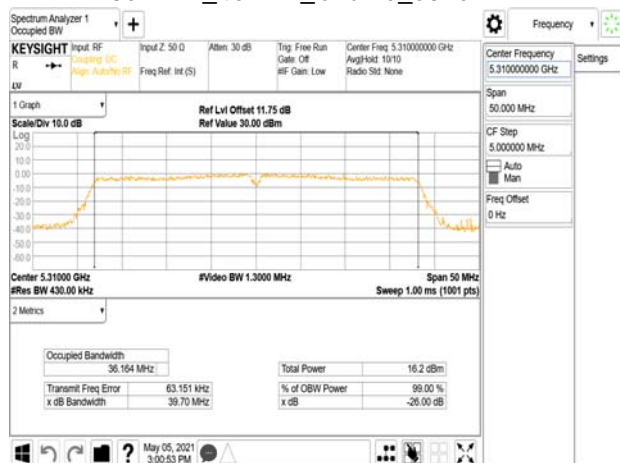 Spectrum Analyzer 1
Occupied BW
+
Frequency
KEYSIGHT
R
LV
Input: RF
Coupling: DC
Align: Auto/No RF
Input Z: 50 Ω
Freq Ref: Int (S)
Atten: 30 dB
Trig: Free Run
Gate: Off
#IF Gain: Low
Center Freq: 5.310000000 GHz
Avg|Hold: 10/10
Radio Std: None
Center Frequency
5.310000000 GHz
Settings
Span
50.000 MHz
CF Step
5.000000 MHz
Auto
Man
Freq Offset
0 Hz
1 Graph
Scale/Div 10.0 dB
Ref Lvl Offset 11.75 dB
Ref Value 30.00 dBm
Log
20.0
10.0
0.00
-10.0
-20.0
-30.0
-40.0
-50.0
-60.0
Center 5.31000 GHz
#Res BW 430.00 kHz
#Video BW 1.3000 MHz
Span 50 MHz
Sweep 1.00 ms (1001 pts)
2 Metrics
Occupied Bandwidth
36.164 MHz
Transmit Freq Error 63.151 kHz
x dB Bandwidth 39.70 MHz
Total Power 16.2 dBm
% of OBW Power 99.00 %
x dB -26.00 dB
?
May 05, 2021
3:00:53 PM